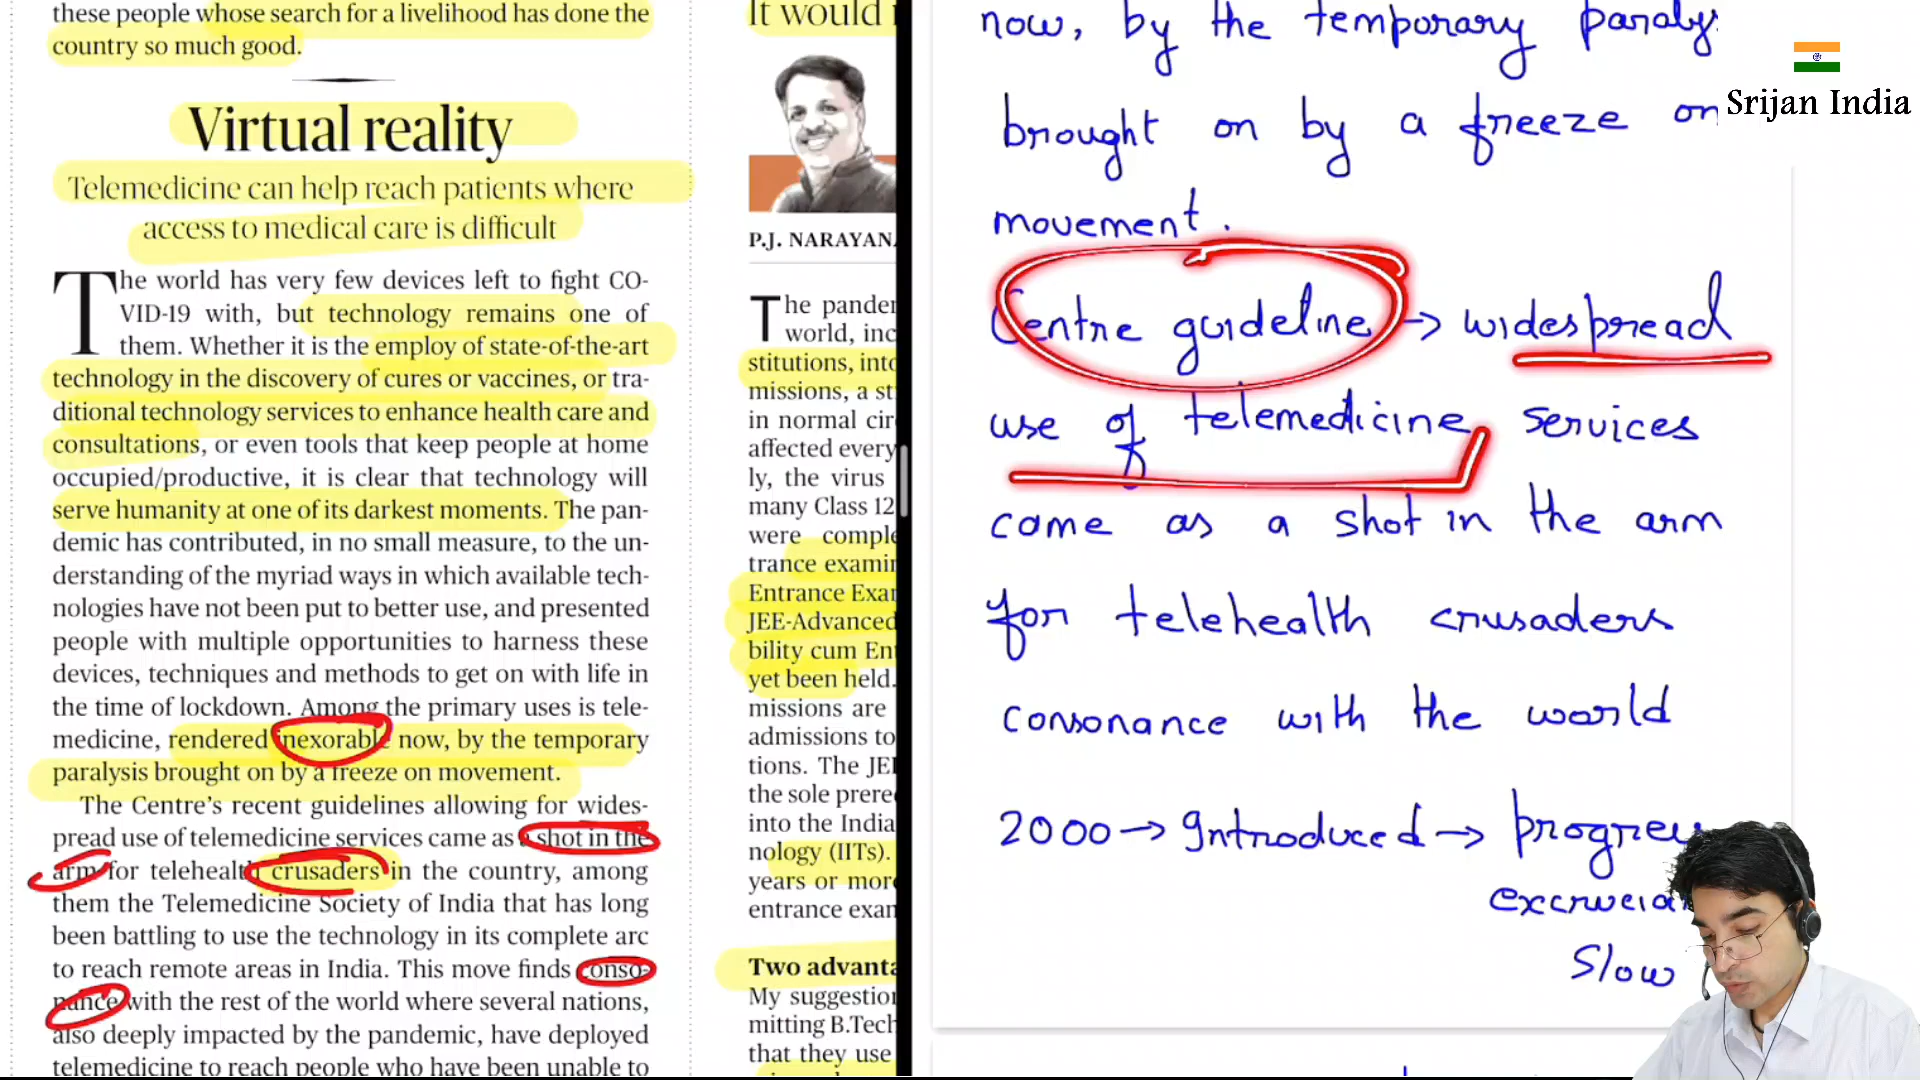 these people whose search for a livelihood has done the
country so much good.
Virtual reality
Telemedicine can help reach patients where
access to medical care is difficult
The world has very few devices left to fight CO-
VID-19 with, but technology remains one of
them. Whether it is the employ of state-of-the-art
technology in the discovery of cures or vaccines, or tra-
ditional technology services to enhance health care and
consultations, or even tools that keep people at home
occupied/productive, it is clear that technology will
serve humanity at one of its darkest moments. The pan-
demic has contributed, in no small measure, to the un-
derstanding of the myriad ways in which available tech-
nologies have not been put to better use, and presented
people with multiple opportunities to harness these
devices, techniques and methods to get on with life in
the time of lockdown. Among the primary uses is tele-
medicine, rendered inexorable now, by the temporary
paralysis brought on by a freeze on movement.
The Centre's recent guidelines allowing for wides-
pread use of telemedicine services came as a shot in the
arm for telehealth crusaders in the country, among
them the Telemedicine Society of India that has long
been battling to use the technology in its complete arc
to reach remote areas in India. This move finds conso-
nance with the rest of the world where several nations,
also deeply impacted by the pandemic, have deployed
telemedicine to reach people who have been unable to
It would
P.J. NARAYAN
The pander
world, inc
stitutions, into
missions, a st
in normal cir
affected every
ly, the virus
many Class 12
were comple
trance examin
Entrance Exar
JEE-Advanced
bility cum En
yet been held.
missions are
admissions to
tions. The JEI
the sole prere
into the India
nology (IITs).
years or more
entrance exan
Two advanta
My suggestion
mitting B.Tech
that they use
now, by the temporary paraly
brought on by a freeze on
movement.
Centre guideline → widespread
use of telemedicine services
came as a shot in the arm
for telehealth crusaders
consonance with the world
2000 → Introduced → progres
excrucia
slow
Srijan India